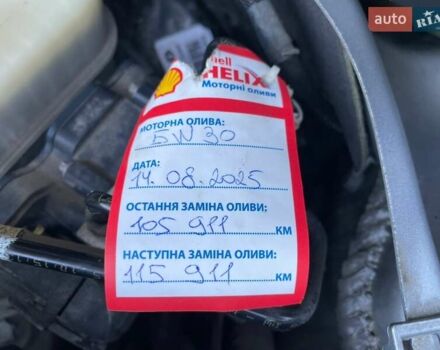 auto RIA
Shell
HELIX
Моторні оливи
МОТОРНА ОЛИВА:
5W30
ДАТА:
14.08.2025
ОСТАННЯ ЗАМІНА ОЛИВИ:
105 911 КМ
НАСТУПНА ЗАМІНА ОЛИВИ:
115 911 КМ